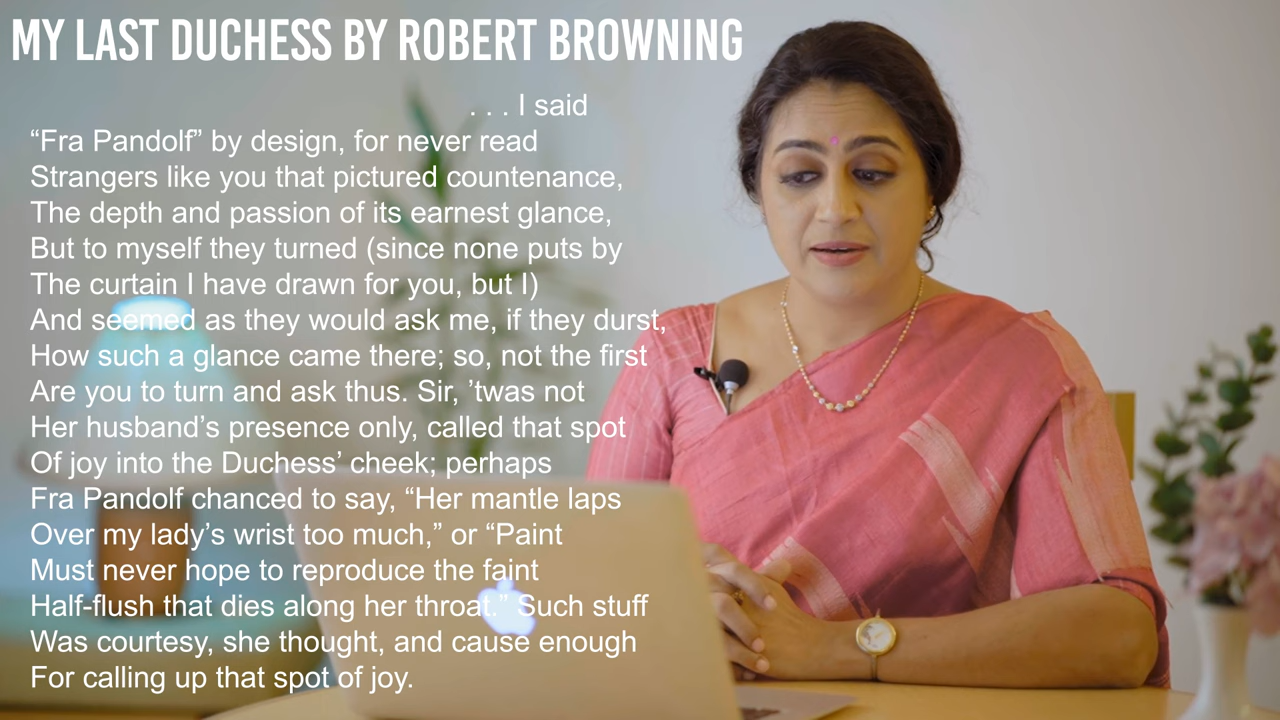 MY LAST DUCHESS BY ROBERT BROWNING
. . . I said
“Fra Pandolf” by design, for never read
Strangers like you that pictured countenance,
The depth and passion of its earnest glance,
But to myself they turned (since none puts by
The curtain I have drawn for you, but I)
And seemed as they would ask me, if they durst,
How such a glance came there; so, not the first
Are you to turn and ask thus. Sir, ’twas not
Her husband’s presence only, called that spot
Of joy into the Duchess’ cheek; perhaps
Fra Pandolf chanced to say, “Her mantle laps
Over my lady’s wrist too much,” or “Paint
Must never hope to reproduce the faint
Half-flush that dies along her throat.” Such stuff
Was courtesy, she thought, and cause enough
For calling up that spot of joy.